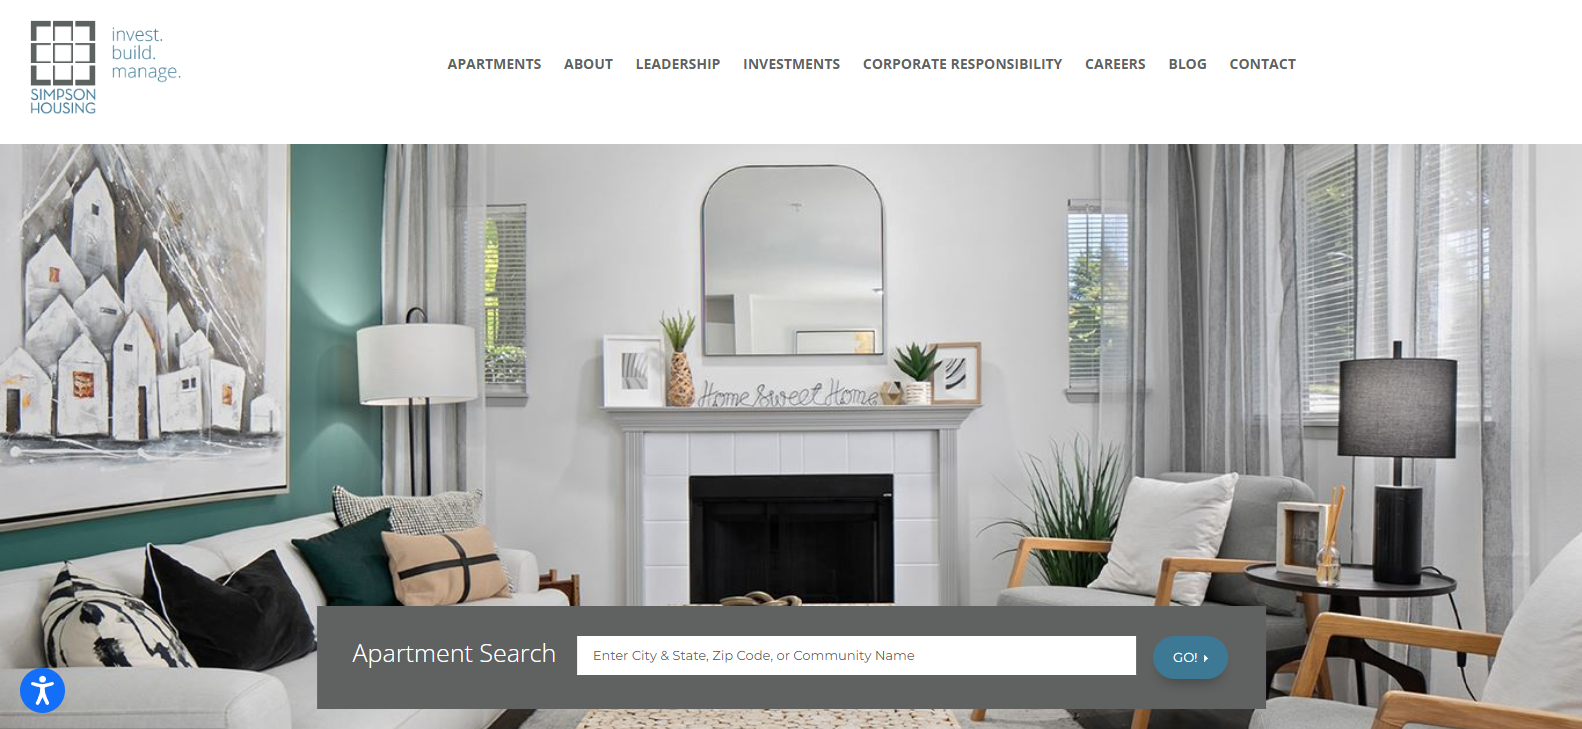 invest.
build.
manage.
SIMPSON
HOUSING
APARTMENTS ABOUT LEADERSHIP INVESTMENTS CORPORATE RESPONSIBILITY CAREERS BLOG CONTACT
Home Sweet Home
Apartment Search Enter City & State, Zip Code, or Community Name GO!